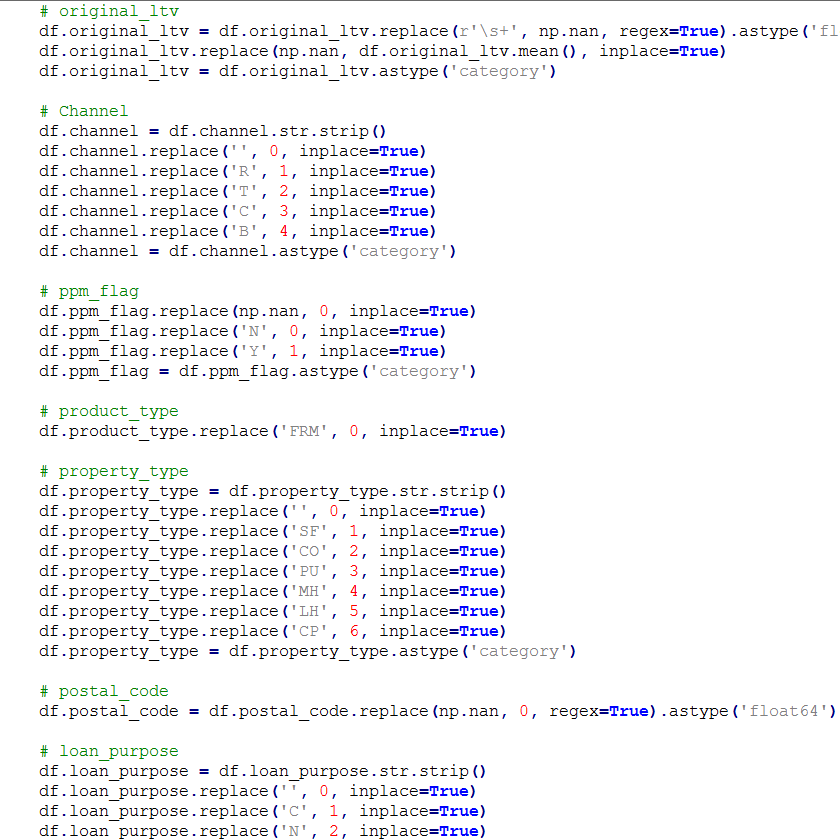 # original_ltv
df.original_ltv = df.original_ltv.replace(r'\s+', np.nan, regex=True).astype('fl
df.original_ltv.replace(np.nan, df.original_ltv.mean(), inplace=True)
df.original_ltv = df.original_ltv.astype('category')
# Channel
df.channel = df.channel.str.strip()
df.channel.replace('', 0, inplace=True)
df.channel.replace('R', 1, inplace=True)
df.channel.replace('T', 2, inplace=True)
df.channel.replace('C', 3, inplace=True)
df.channel.replace('B', 4, inplace=True)
df.channel = df.channel.astype('category')
# ppm_flag
df.ppm_flag.replace(np.nan, 0, inplace=True)
df.ppm_flag.replace('N', 0, inplace=True)
df.ppm_flag.replace('Y', 1, inplace=True)
df.ppm_flag = df.ppm_flag.astype('category')
# product_type
df.product_type.replace('FRM', 0, inplace=True)
# property_type
df.property_type = df.property_type.str.strip()
df.property_type.replace('', 0, inplace=True)
df.property_type.replace('SF', 1, inplace=True)
df.property_type.replace('CO', 2, inplace=True)
df.property_type.replace('PU', 3, inplace=True)
df.property_type.replace('MH', 4, inplace=True)
df.property_type.replace('LH', 5, inplace=True)
df.property_type.replace('CP', 6, inplace=True)
df.property_type = df.property_type.astype('category')
# postal_code
df.postal_code = df.postal_code.replace(np.nan, 0, regex=True).astype('float64')
# loan_purpose
df.loan_purpose = df.loan_purpose.str.strip()
df.loan_purpose.replace('', 0, inplace=True)
df.loan_purpose.replace('C', 1, inplace=True)
df.loan_purpose.replace('N', 2, inplace=True)